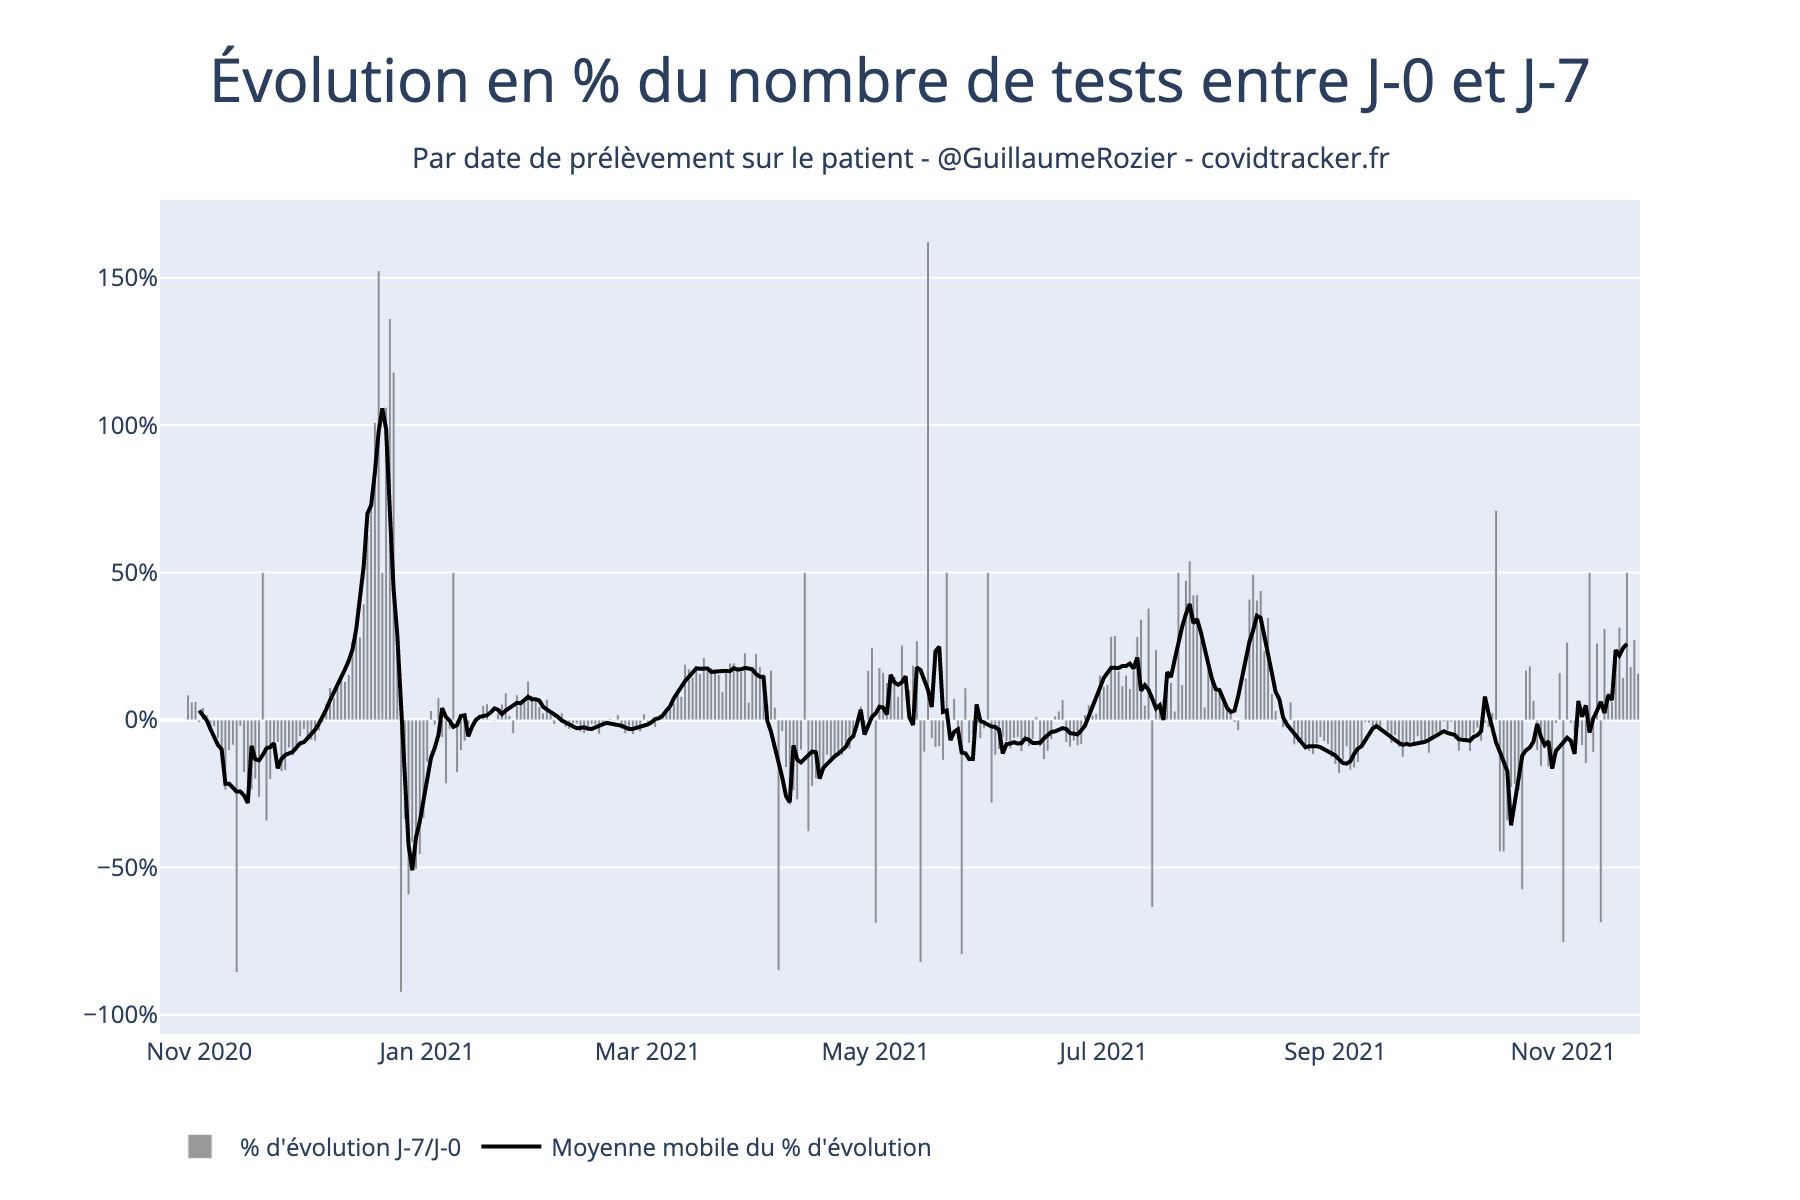 Évolution en % du nombre de tests entre J-0 et J-7
Par date de prélèvement sur le patient - @GuillaumeRozier - covidtracker.fr
150%
100%
50%
0%
−50%
−100%
Nov 2020
Jan 2021
Mar 2021
May 2021
Jul 2021
Sep 2021
Nov 2021
% d'évolution J-7/J-0
Moyenne mobile du % d'évolution